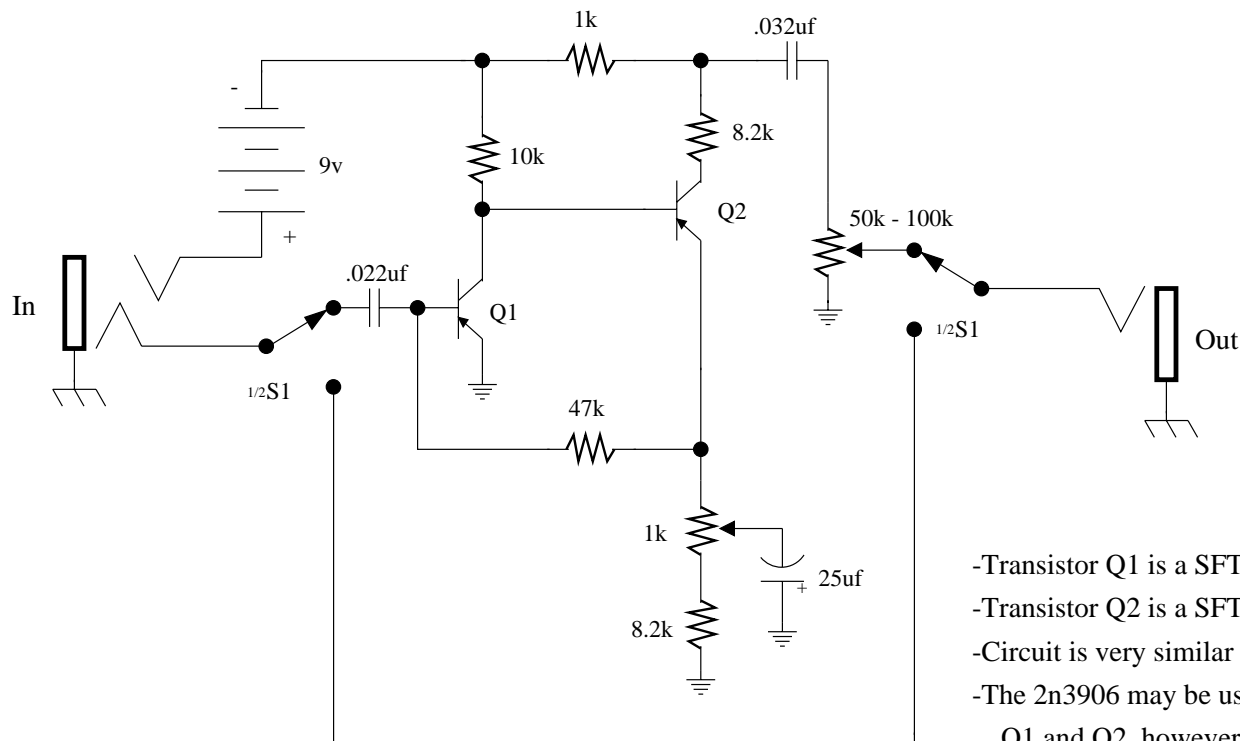 1k
.032uf
-
8.2k
10k
9v
Q2
50k - 100k
+
.022uf
In
Q1
1/2S1
Out
1/2S1
47k
1k
25uf
+
8.2k
-Transistor Q1 is a SFT
-Transistor Q2 is a SFT
-Circuit is very similar
-The 2n3906 may be us
Q1 and Q2, however